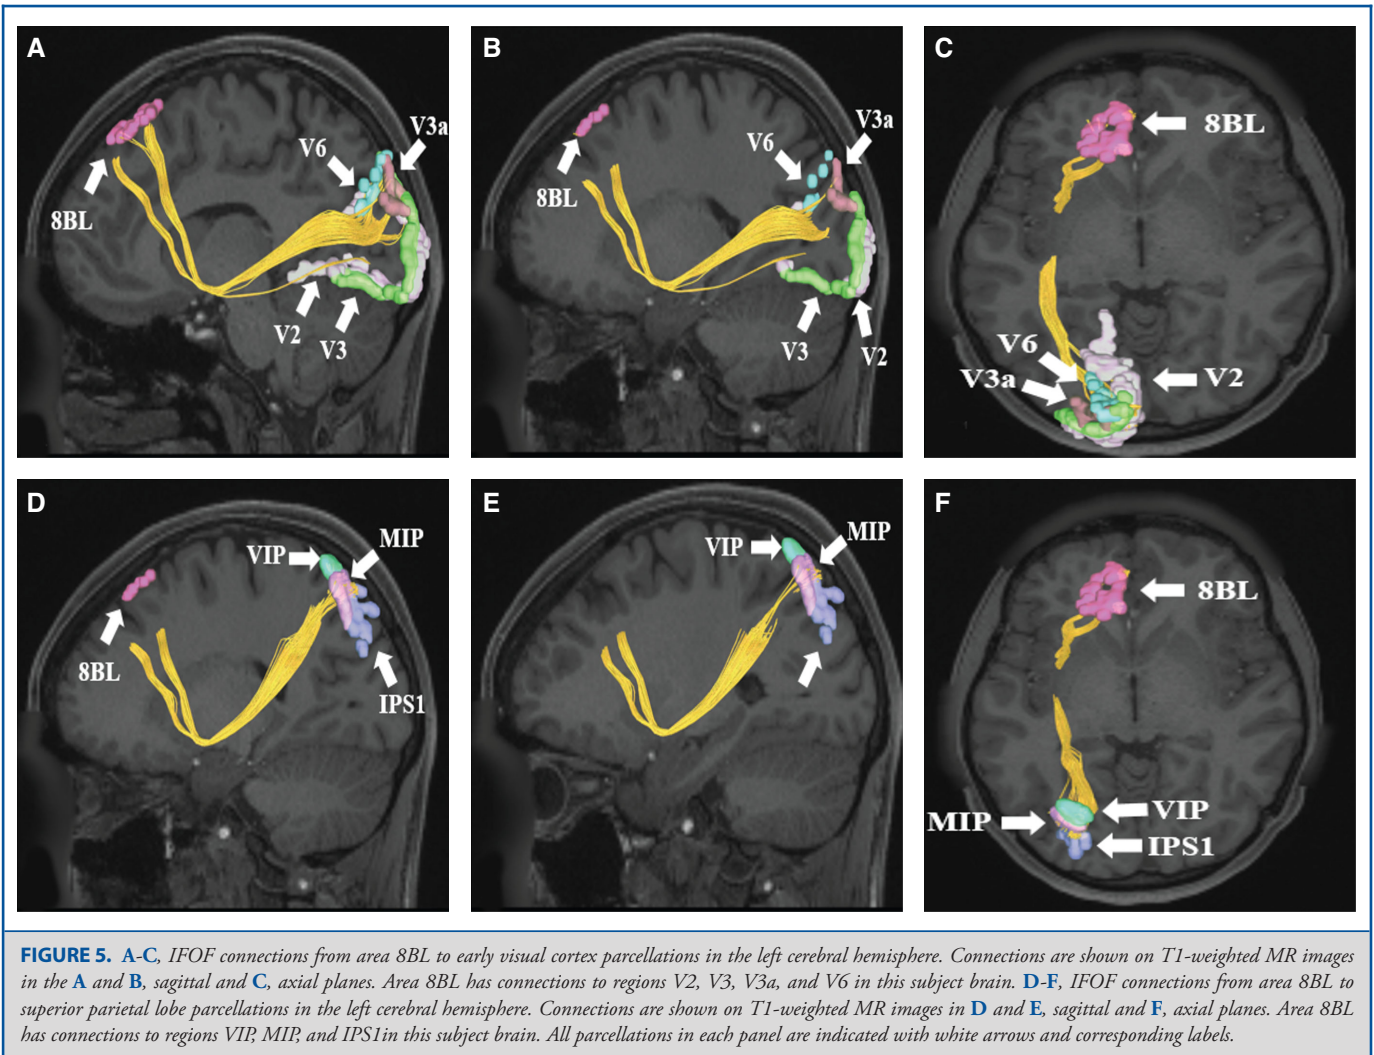 A
V3a
V6
8BL
V2
V3
B
V3a
V6
8BL
V3
V2
C
8BL
V6
V3a
V2
D
MIP
VIP
8BL
IPS1
E
MIP
VIP
F
8BL
VIP
MIP
IPS1
FIGURE 5. A-C, IFOF connections from area 8BL to early visual cortex parcellations in the left cerebral hemisphere. Connections are shown on T1-weighted MR images
in the A and B, sagittal and C, axial planes. Area 8BL has connections to regions V2, V3, V3a, and V6 in this subject brain. D-F, IFOF connections from area 8BL to
superior parietal lobe parcellations in the left cerebral hemisphere. Connections are shown on T1-weighted MR images in D and E, sagittal and F, axial planes. Area 8BL
has connections to regions VIP, MIP, and IPS1in this subject brain. All parcellations in each panel are indicated with white arrows and corresponding labels.